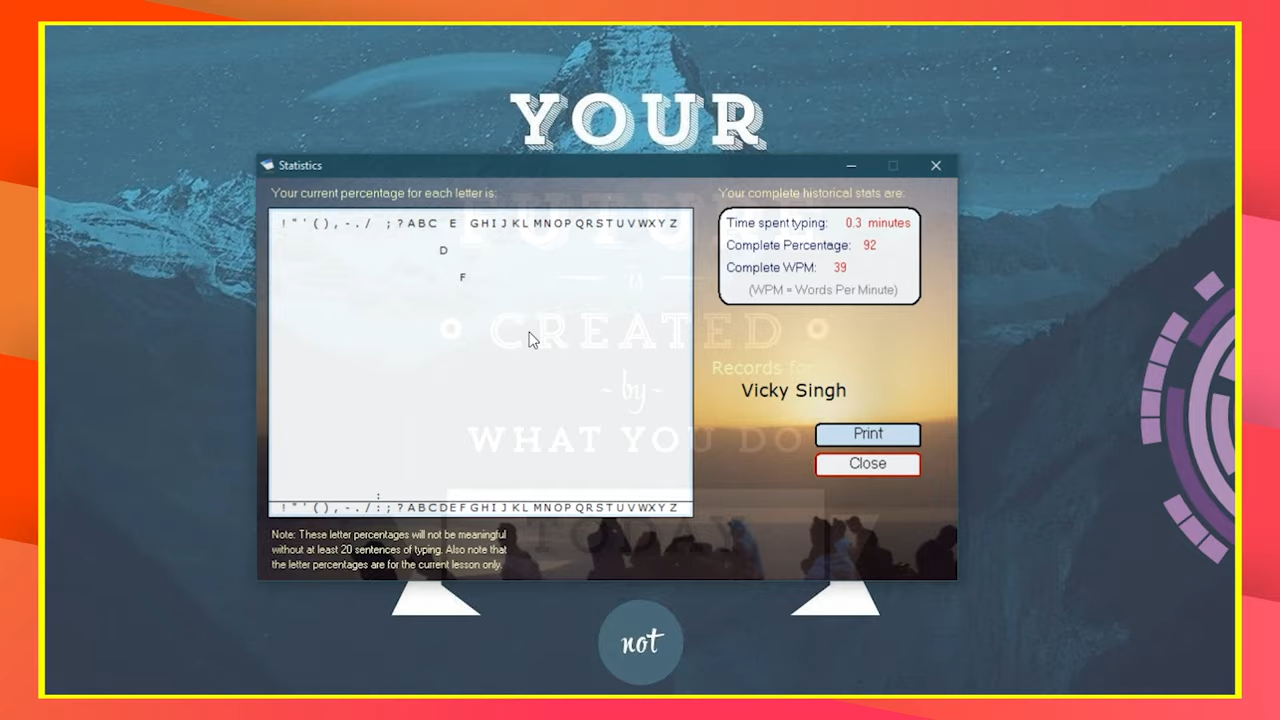 YOUR
Statistics
Your current percentage for each letter is:
! " ' ( ) , - . / ; ? A B C E G H I J K L M N O P Q R S T U V W X Y Z
D
F
:
! " ' ( ) , - . / : ; ? A B C D E F G H I J K L M N O P Q R S T U V W X Y Z
Note: These letter percentages will not be meaningful
without at least 20 sentences of typing. Also note that
the letter percentages are for the current lesson only.
Your complete historical stats are:
Time spent typing: 0.3 minutes
Complete Percentage: 92
Complete WPM: 39
(WPM = Words Per Minute)
Records for
Vicky Singh
Print
Close
FUTURE
is
CREATED
- by -
WHAT YOU DO
TODAY
not